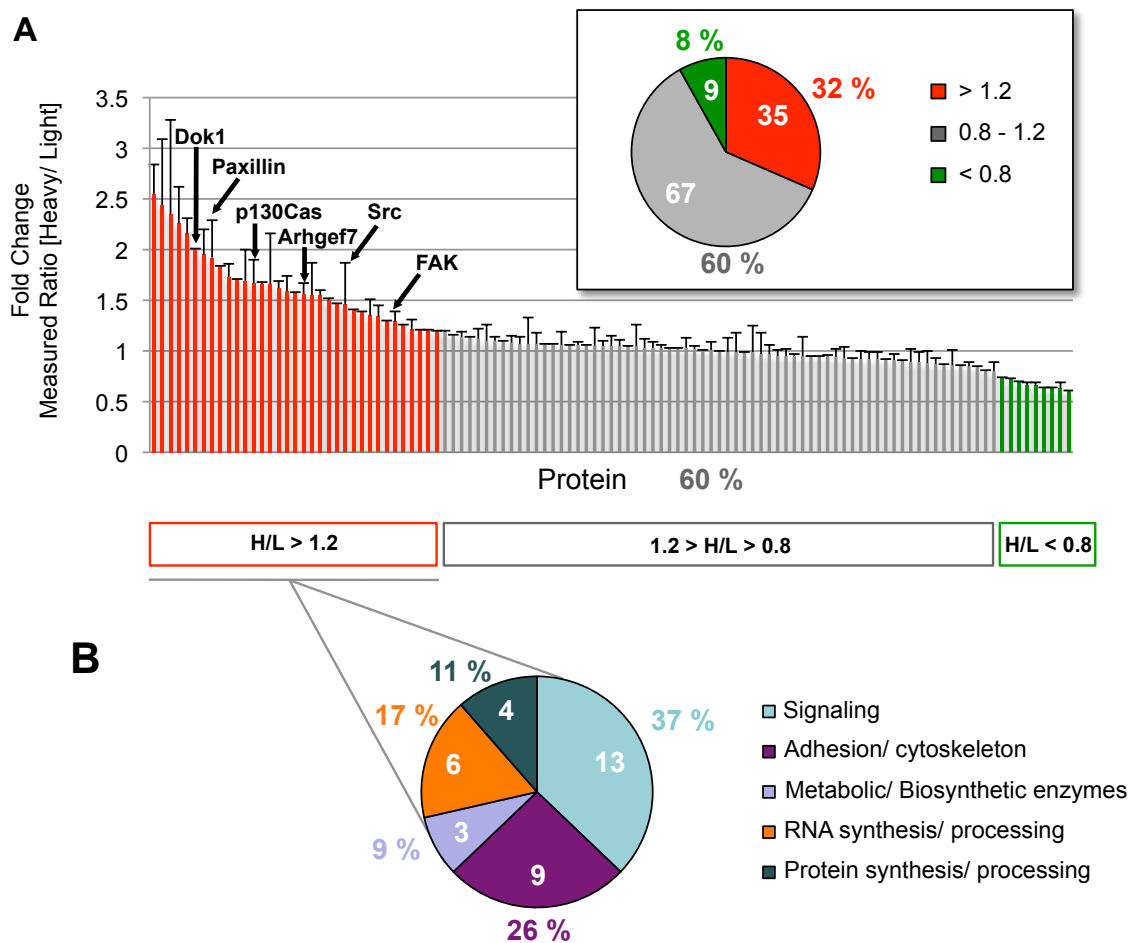 A
Fold Change
Measured Ratio [Heavy/ Light]
3.5
3
2.5
2
1.5
1
0.5
0
Dok1
Paxillin
p130Cas
Arhgef7
Src
FAK
8 %
9
35
32 %
67
60 %
> 1.2
0.8 - 1.2
< 0.8
Protein 60 %
H/L > 1.2
1.2 > H/L > 0.8
H/L < 0.8
B
11 %
4
17 %
6
37 %
13
3
9 %
9
26 %
Signaling
Adhesion/ cytoskeleton
Metabolic/ Biosynthetic enzymes
RNA synthesis/ processing
Protein synthesis/ processing